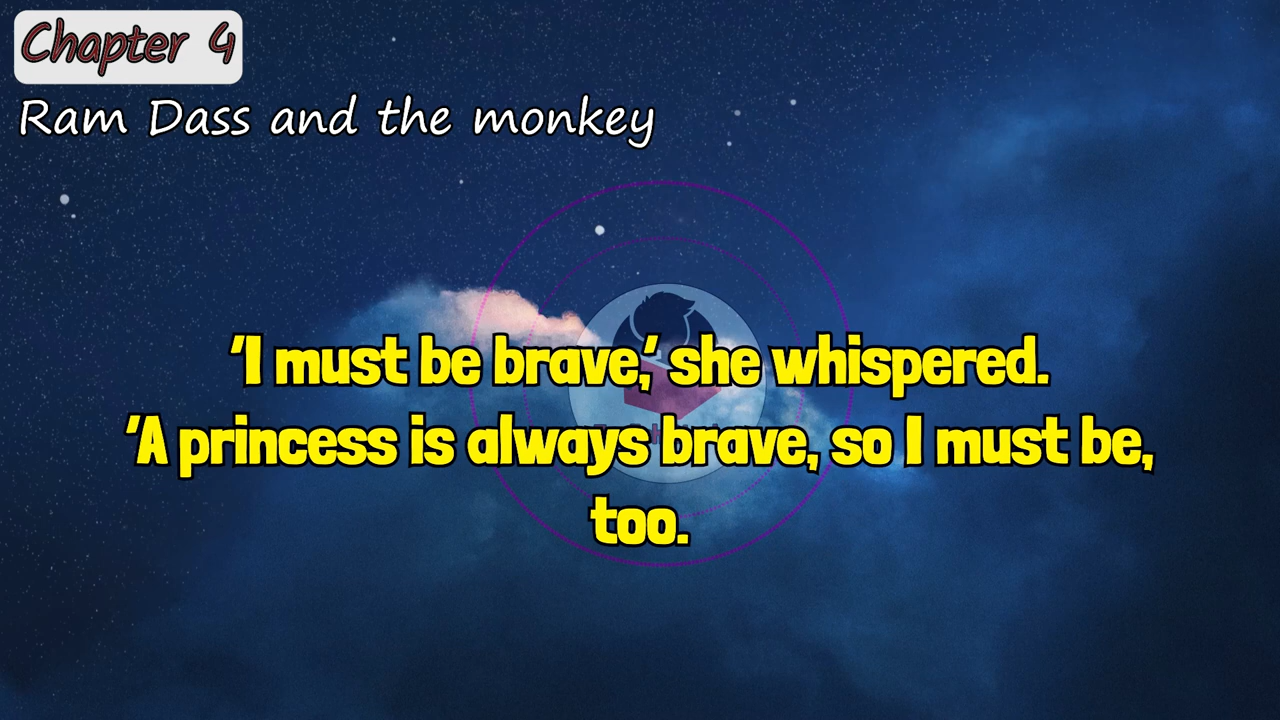 Chapter 4
Ram Dass and the monkey
‘I must be brave,’ she whispered.
‘A princess is always brave, so I must be,
too.